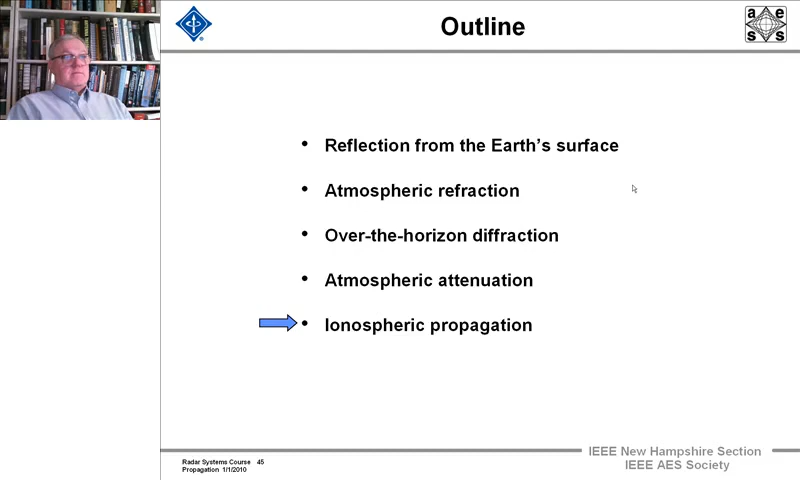 Outline
a e
s s
• Reflection from the Earth's surface
• Atmospheric refraction
• Over-the-horizon diffraction
• Atmospheric attenuation
• Ionospheric propagation
Radar Systems Course 45
Propagation 1/1/2010
IEEE New Hampshire Section
IEEE AES Society